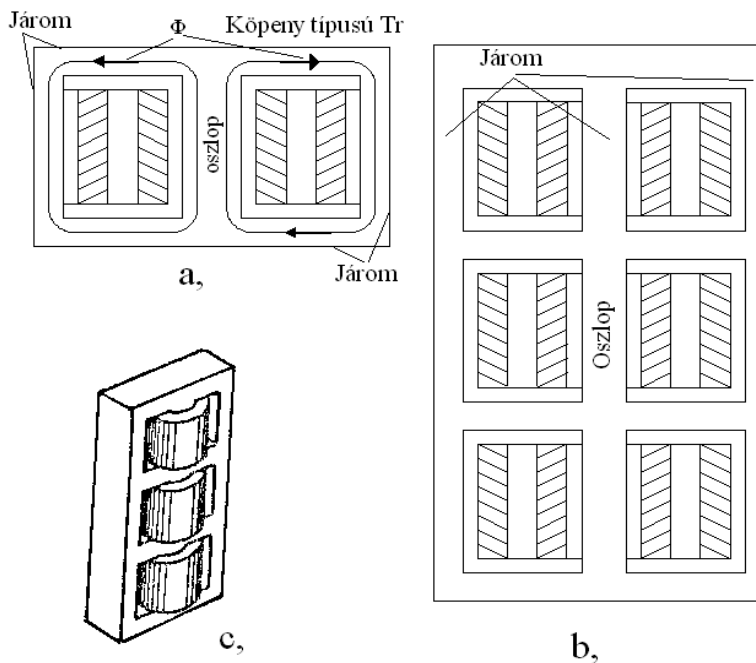 Járom
Φ
Köpeny típusú Tr
oszlop
Járom
a,
Járom
Oszlop
b,
c,